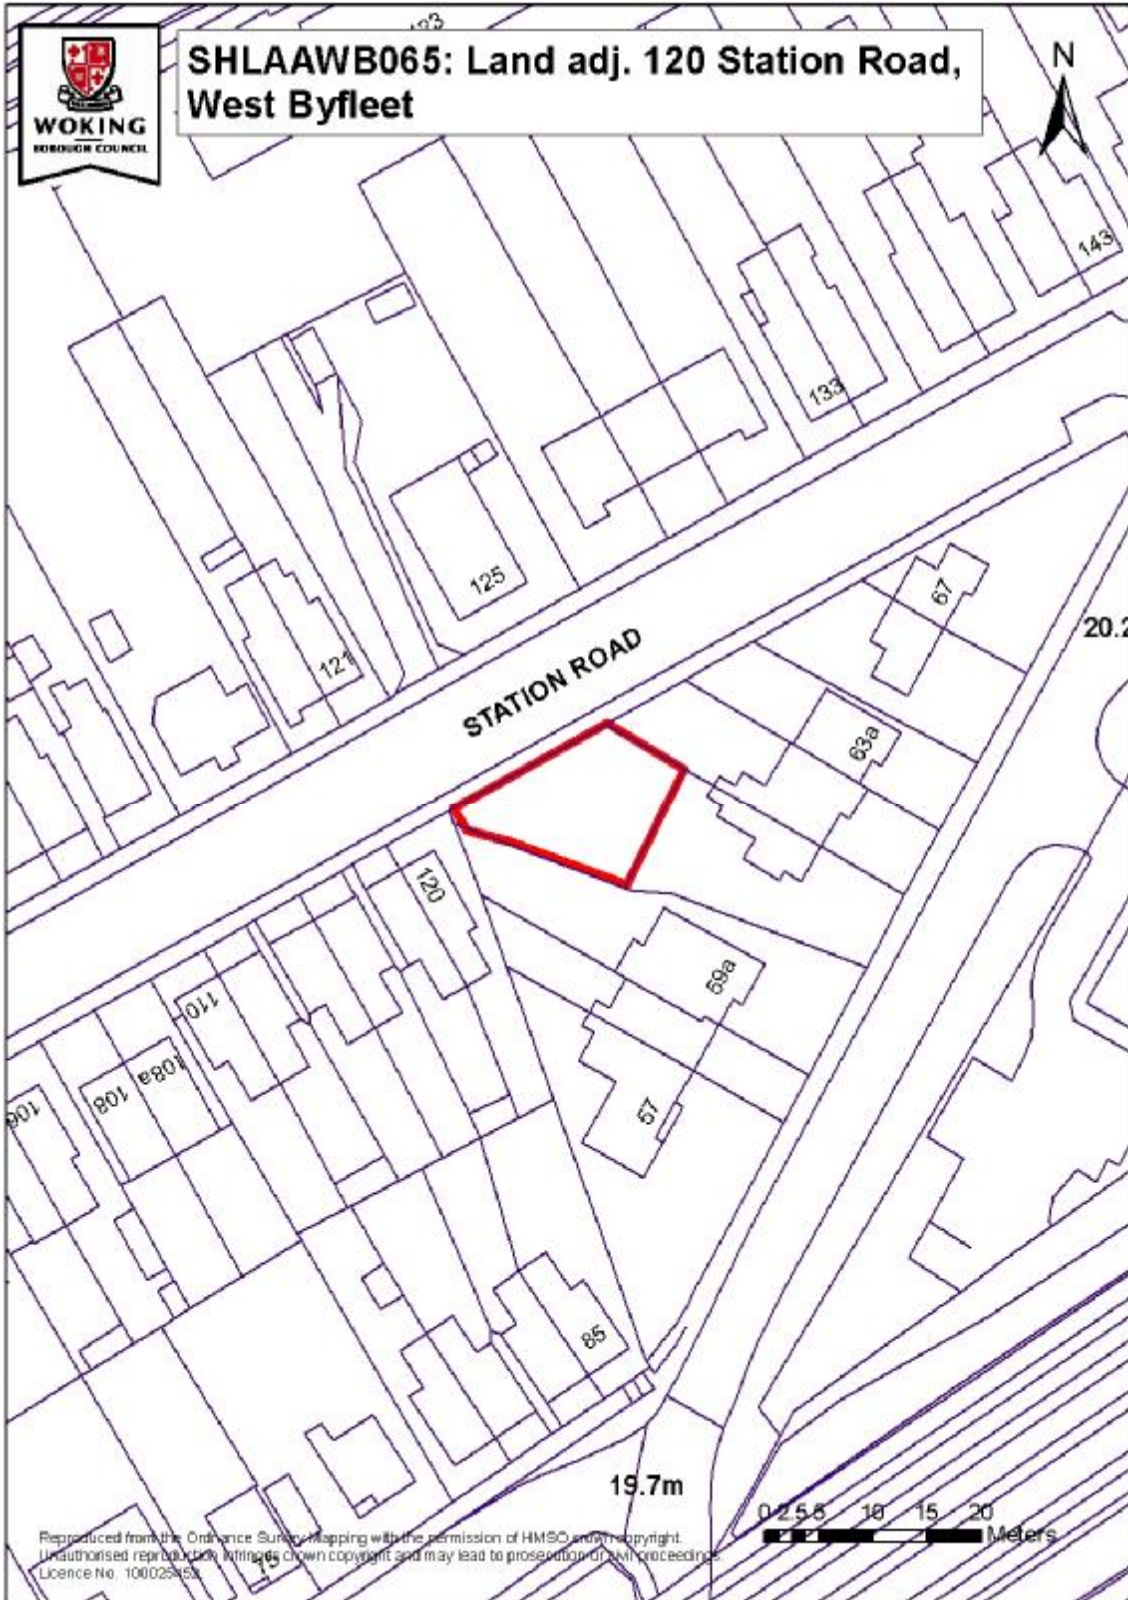 123
SHLAAWB065: Land adj. 120 Station Road,
West Byfleet
N
WOKING
BOROUGH COUNCIL
143
133
125
67
20.2
121
STATION ROAD
63a
120
59a
110
108a
108
106
57
85
19.7m
0 2.5 5 10 15 20
Meters
Reproduced from the Ordnance Survey Mapping with the permission of HMSO crown copyright.
Unauthorised reproduction infringes crown copyright and may lead to prosecution or civil proceedings.
Licence No.
75